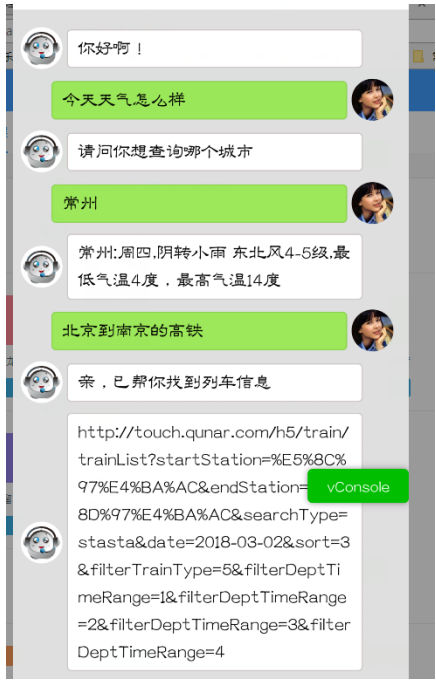 你好啊！
今天天气怎么样
请问你想查询哪个城市
常州
常州:周四,阴转小雨 东北风4-5级,最
低气温4度，最高气温14度
北京到南京的高铁
亲，已帮你找到列车信息
http://touch.qunar.com/h5/train/
trainList?startStation=%E5%8C%
97%E4%BA%AC&endStation=
vConsole
8D%97%E4%BA%AC&searchType=
stasta&date=2018-03-02&sort=3
&filterTrainType=5&filterDeptTi
meRange=1&filterDeptTimeRange
=2&filterDeptTimeRange=3&filter
DeptTimeRange=4